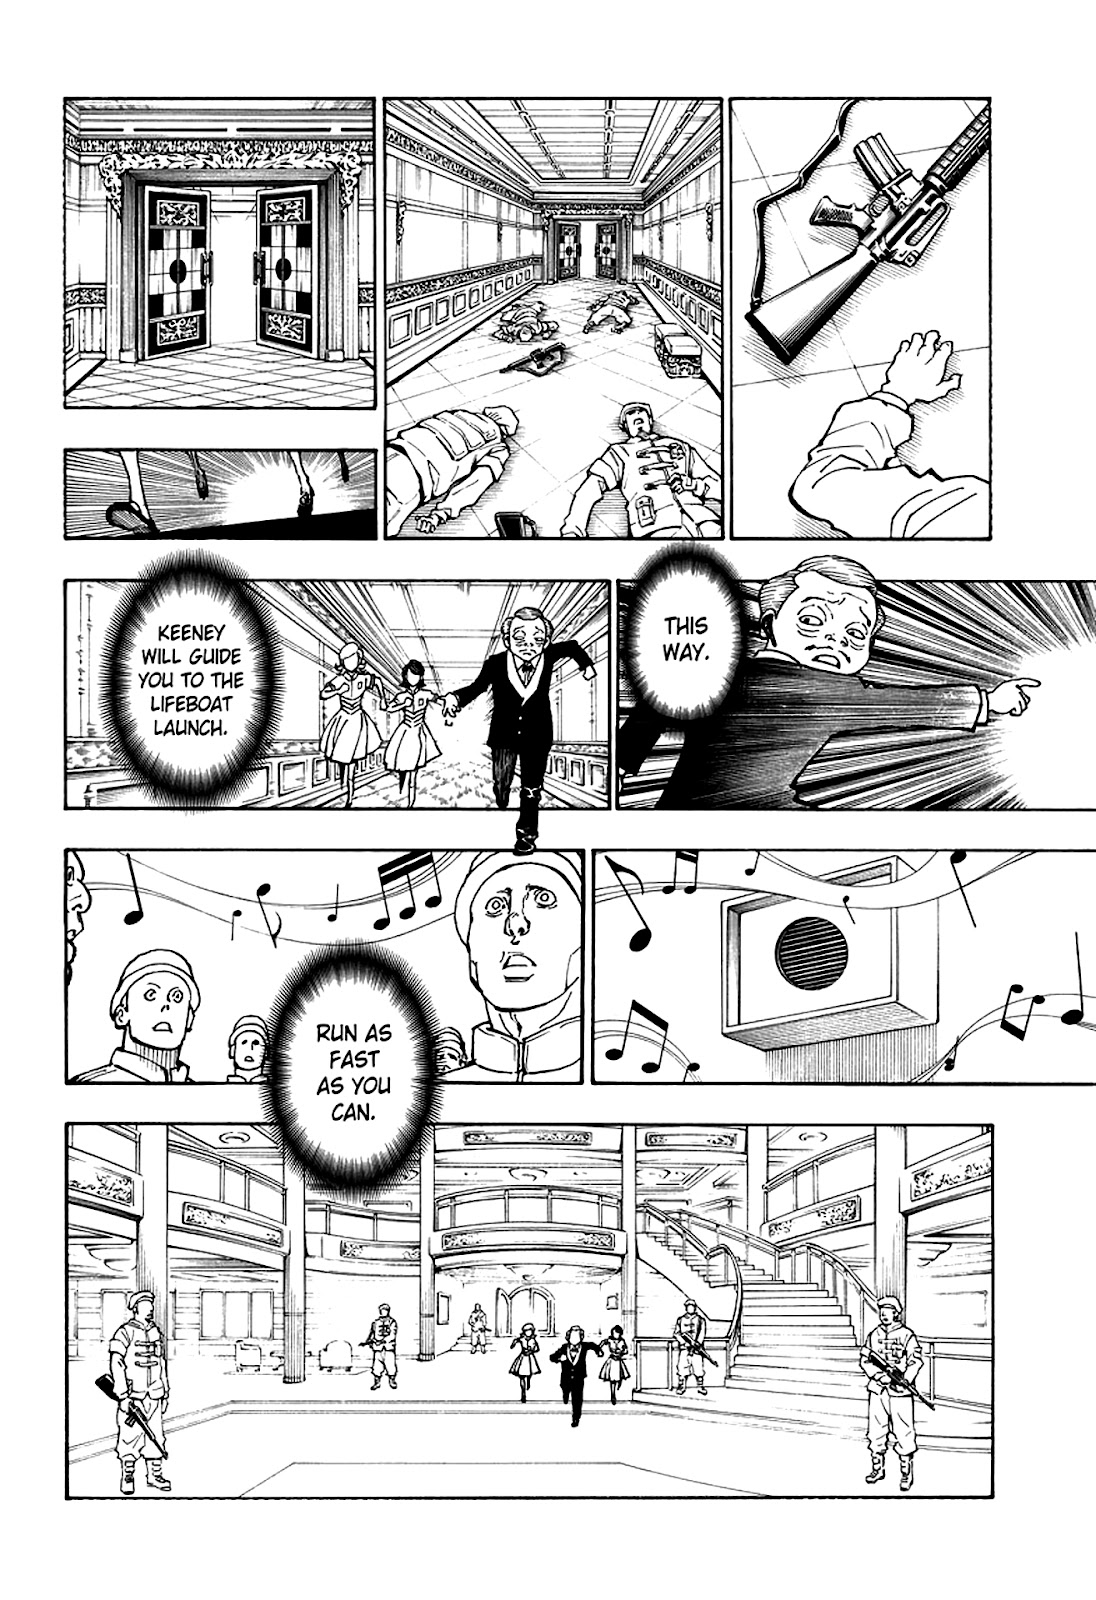 THIS
WAY.
KEENEY
WILL GUIDE
YOU TO THE
LIFEBOAT
LAUNCH.
RUN AS
FAST
AS YOU
CAN.